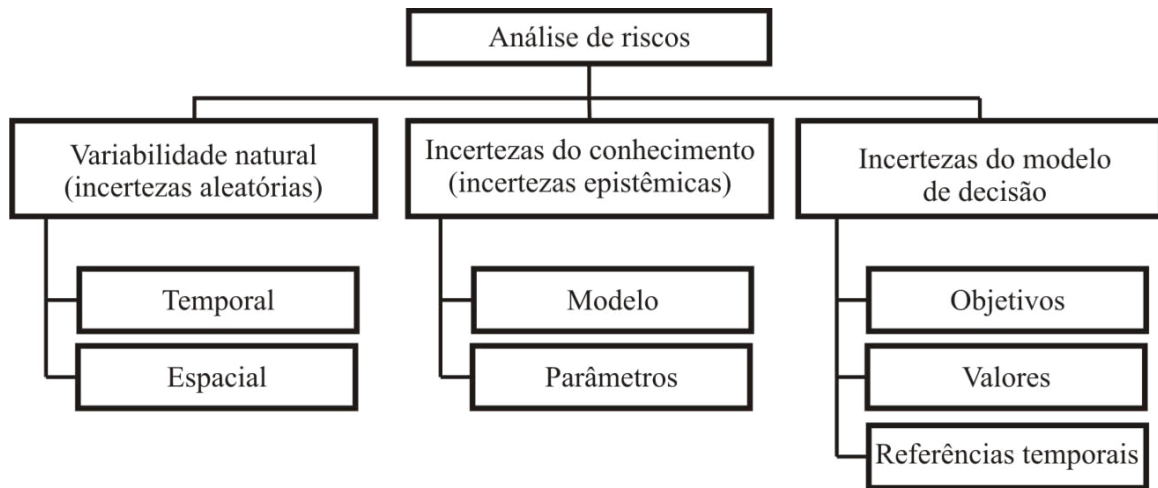 Análise de riscos
Variabilidade natural
(incertezas aleatórias)
Incertezas do conhecimento
(incertezas epistêmicas)
Incertezas do modelo
de decisão
Temporal
Espacial
Modelo
Parâmetros
Objetivos
Valores
Referências temporais